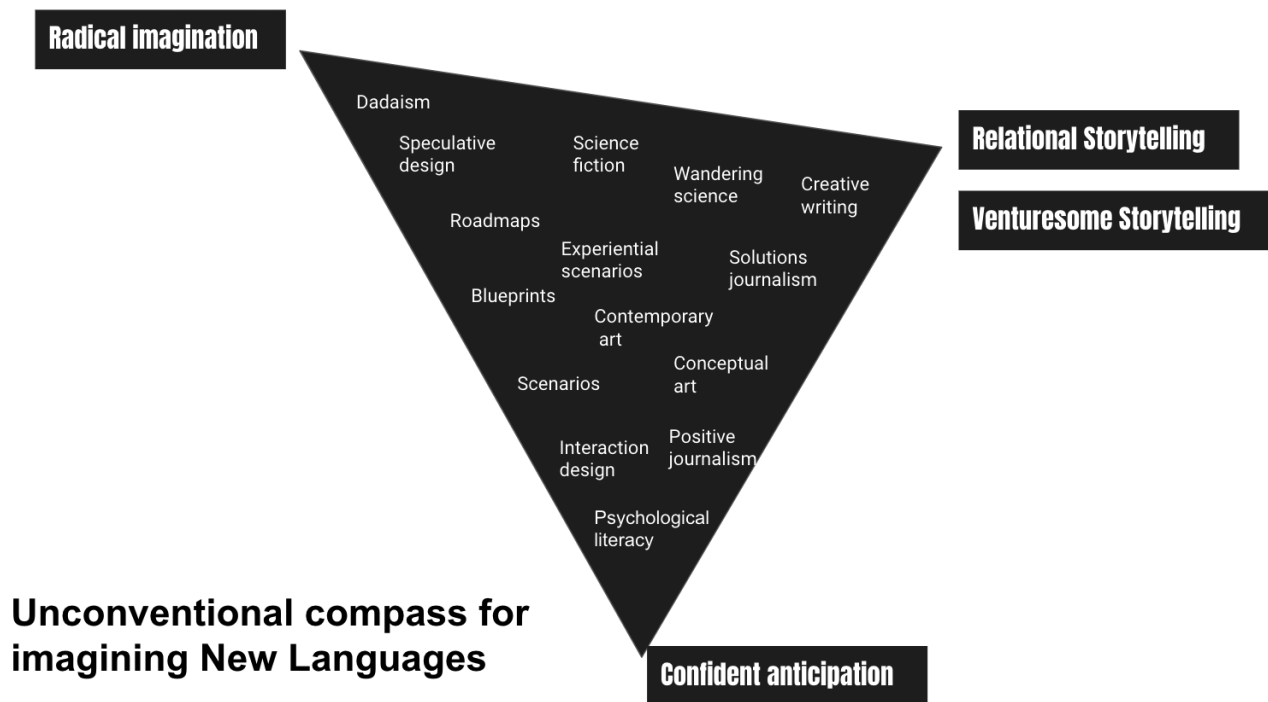 Radical imagination
Relational Storytelling
Venturesome Storytelling
Dadaism
Speculative
design
Science
fiction
Wandering
science
Creative
writing
Roadmaps
Experiential
scenarios
Solutions
journalism
Blueprints
Contemporary
art
Conceptual
art
Scenarios
Interaction
design
Positive
journalism
Psychological
literacy
Unconventional compass for
imagining New Languages
Confident anticipation